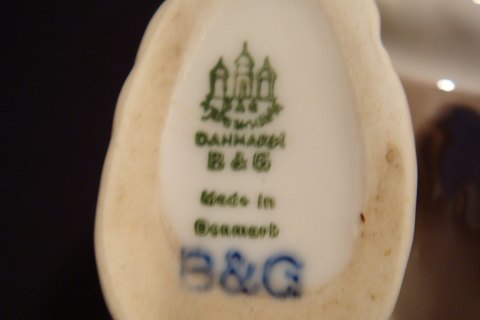 B & G
DANMARK
B & G
Made in
Denmark
B&G